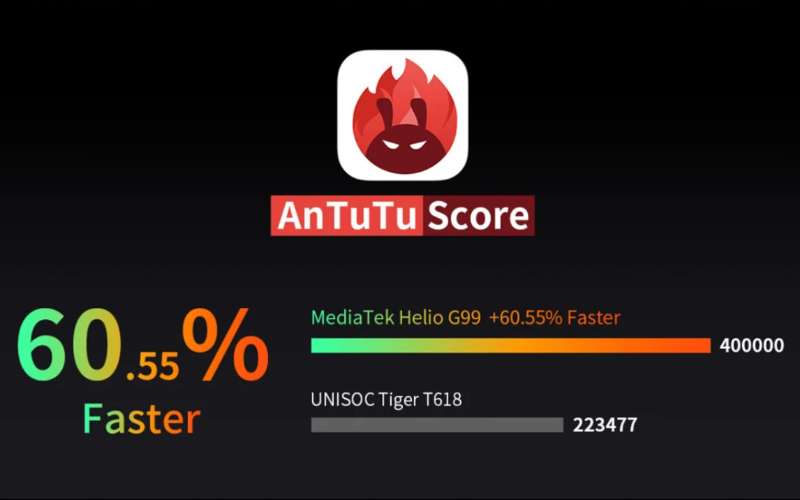 AnTuTu Score
60.55%
Faster
MediaTek Helio G99 +60.55% Faster
400000
UNISOC Tiger T618
223477